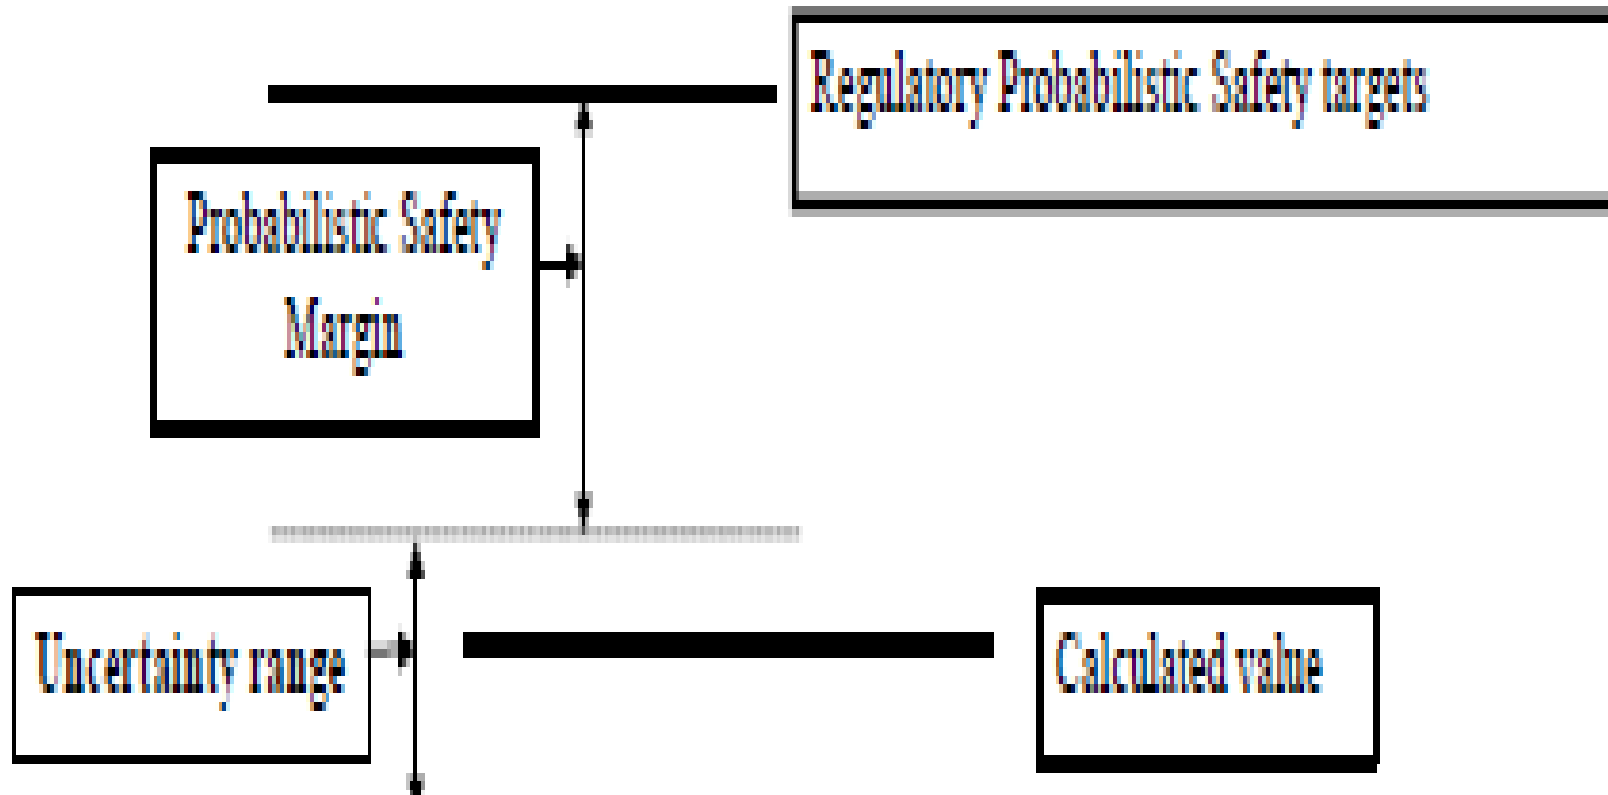 Regulatory Probabilistic Safety targets
Probabilistic Safety
Margin
Uncertainty range
Calculated value